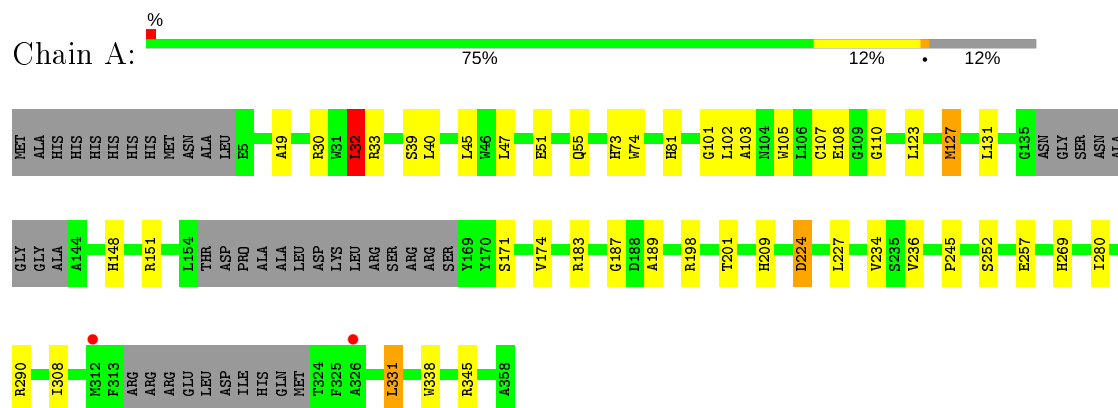 %
Chain A:
75% 12% • 12%
MET ALA HIS HIS HIS HIS HIS HIS MET ASN ALA LEU E5 A19 R30 W31 L32 R33 S39 L40 L45 W46 L47 E51 Q55 H73 W74 H81 G101 L102 A103 N104 W105 L106 C107 E108 G109 G110 L123 M127 L131 G135 ASN GLY SER ASN ALA
GLY GLY ALA A144 H148 R151 L154 THR ASP PRO ALA ALA LEU ASP LYS LEU ARG SER ARG ARG SER Y169 Y170 S171 V174 R183 G187 D188 A189 R198 T201 H209 D224 L227 V234 S235 V236 P245 S252 E257 H269 I280
R290 I308 M312 F313 ARG ARG ARG GLU LEU ASP ILE HIS GLN MET T324 F325 A326 L331 W338 R345 A358